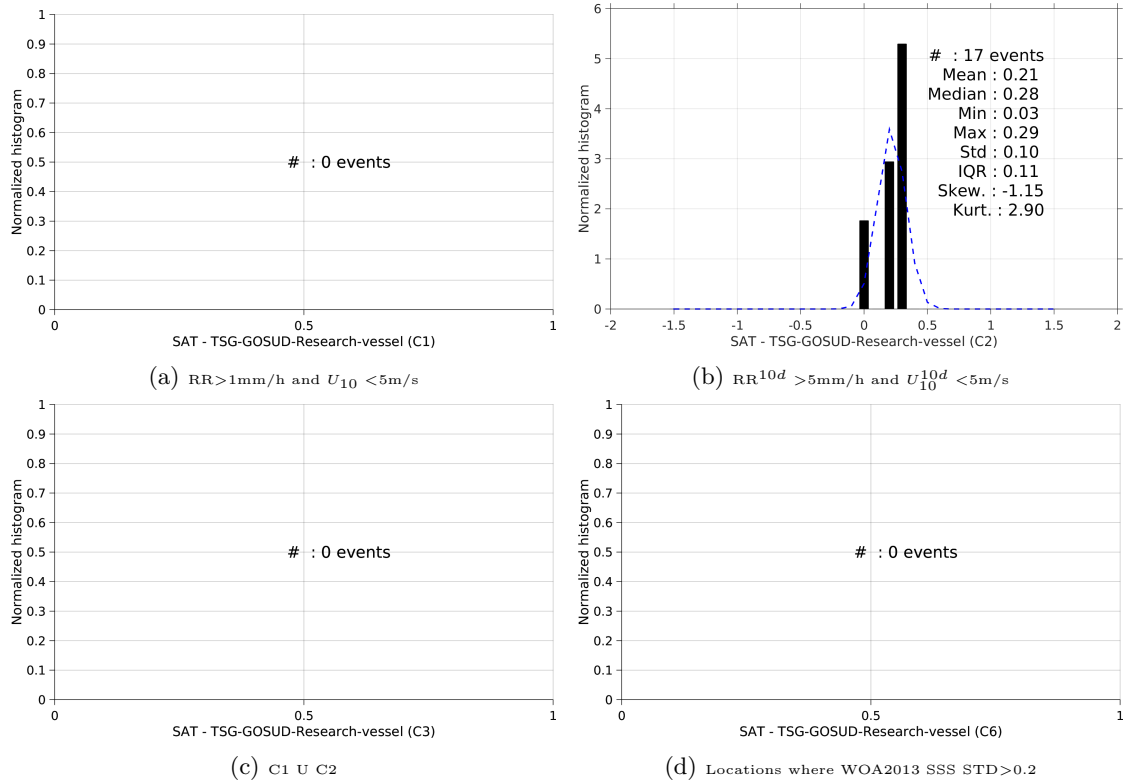 1
0.9
0.8
0.7
0.6
0.5
0.4
0.3
0.2
0.1
0
Normalized histogram
# : 0 events
0 0.5 1
SAT - TSG-GOSUD-Research-vessel (C1)
(a) RR>1mm/h and U10 <5m/s
6
5
4
3
2
1
0
Normalized histogram
# : 17 events
Mean : 0.21
Median : 0.28
Min : 0.03
Max : 0.29
Std : 0.10
IQR : 0.11
Skew. : -1.15
Kurt. : 2.90
-2 -1.5 -1 -0.5 0 0.5 1 1.5 2
SAT - TSG-GOSUD-Research-vessel (C2)
(b) RR^10d >5mm/h and U10^10d <5m/s
1
0.9
0.8
0.7
0.6
0.5
0.4
0.3
0.2
0.1
0
Normalized histogram
# : 0 events
0 0.5 1
SAT - TSG-GOSUD-Research-vessel (C3)
(c) C1 U C2
1
0.9
0.8
0.7
0.6
0.5
0.4
0.3
0.2
0.1
0
Normalized histogram
# : 0 events
0 0.5 1
SAT - TSG-GOSUD-Research-vessel (C6)
(d) Locations where WOA2013 SSS STD>0.2